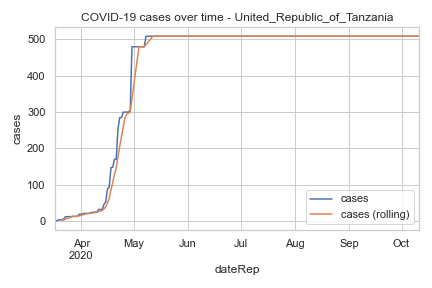 COVID-19 cases over time - United_Republic_of_Tanzania
500
400
300
200
100
0
cases
Apr
2020
May
Jun
Jul
Aug
Sep
Oct
dateRep
cases
cases (rolling)